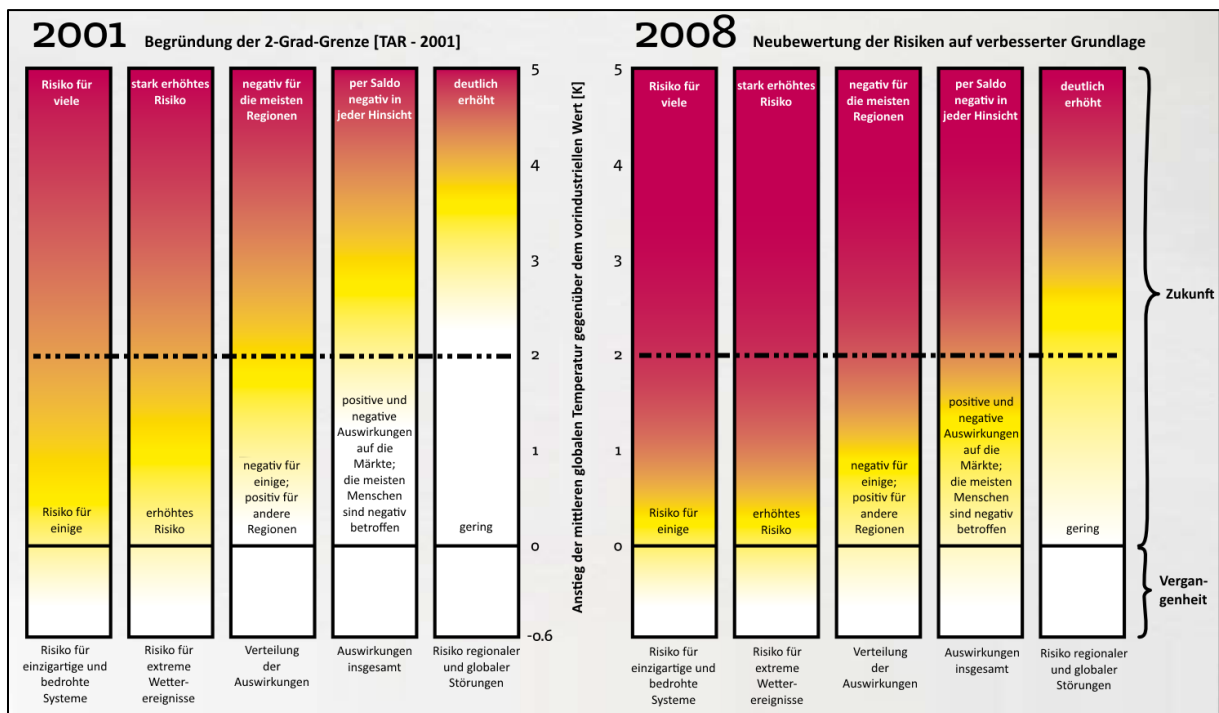 2001 Begründung der 2-Grad-Grenze [TAR - 2001]
Risiko für
viele
stark erhöhtes
Risiko
negativ für
die meisten
Regionen
per Saldo
negativ in
jeder Hinsicht
deutlich
erhöht
Risiko für
einige
erhöhtes
Risiko
negativ für
einige;
positiv für
andere
Regionen
positive und
negative
Auswirkungen
auf die
Märkte;
die meisten
Menschen
sind negativ
betroffen
gering
Risiko für
einzigartige und
bedrohte
Systeme
Risiko für
extreme
Wetter-
ereignisse
Verteilung
der
Auswirkungen
Auswirkungen
insgesamt
Risiko regionaler
und globaler
Störungen
5
4
3
2
1
0
-0.6
Anstieg der mittleren globalen Temperatur gegenüber dem vorindustriellen Wert [K]
2008 Neubewertung der Risiken auf verbesserter Grundlage
5
4
3
2
1
0
Risiko für
viele
stark erhöhtes
Risiko
negativ für
die meisten
Regionen
per Saldo
negativ in
jeder Hinsicht
deutlich
erhöht
Risiko für
einige
erhöhtes
Risiko
negativ für
einige;
positiv für
andere
Regionen
positive und
negative
Auswirkungen
auf die
Märkte;
die meisten
Menschen
sind negativ
betroffen
gering
Risiko für
einzigartige und
bedrohte
Systeme
Risiko für
extreme
Wetter-
ereignisse
Verteilung
der
Auswirkungen
Auswirkungen
insgesamt
Risiko regionaler
und globaler
Störungen
Zukunft
Vergan-
genheit